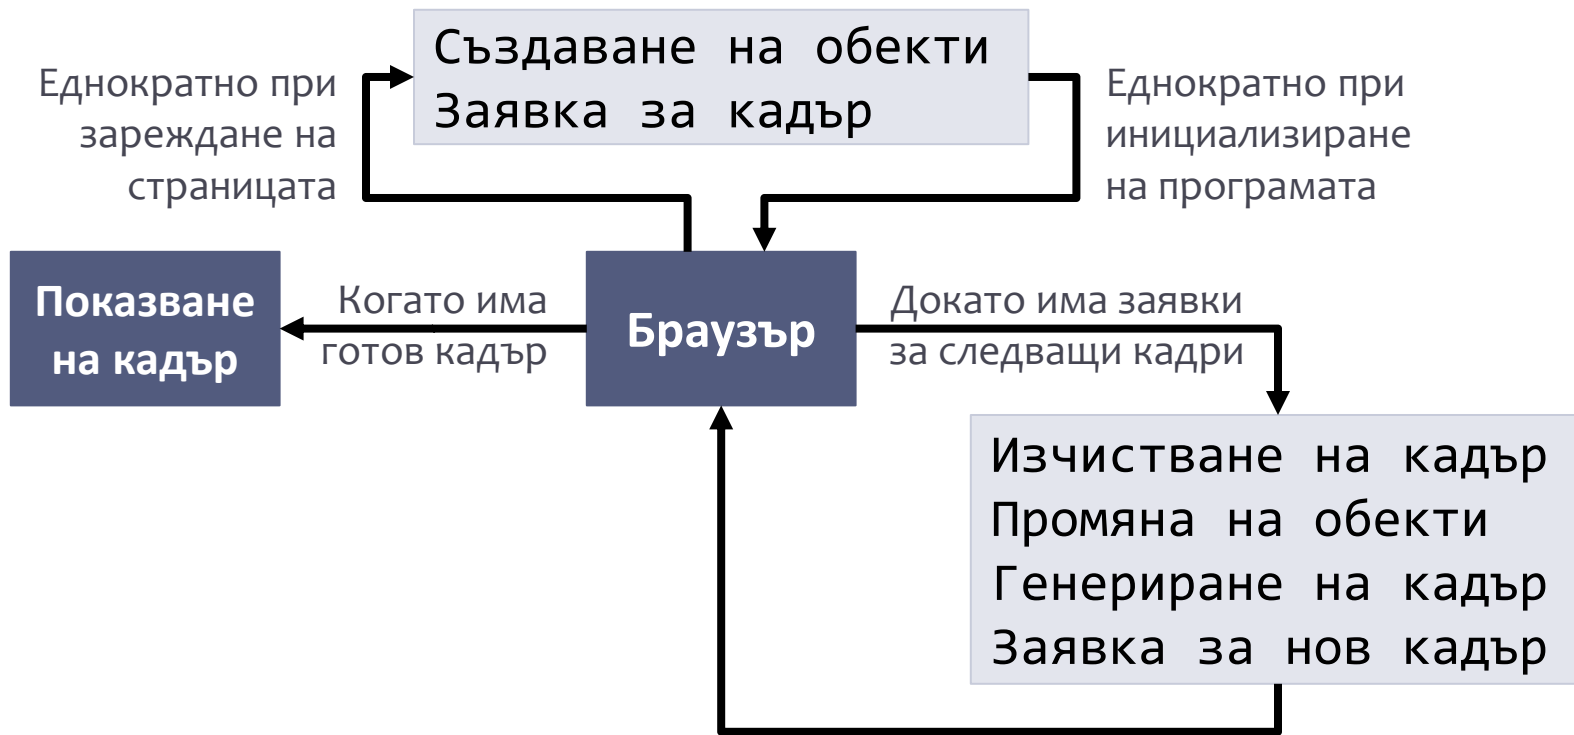 Създаване на обекти
Заявка за кадър
Еднократно при
зареждане на
страницата
Еднократно при
инициализиране
на програмата
Показване
на кадър
Когато има
готов кадър
Браузър
Докато има заявки
за следващи кадри
Изчистване на кадър
Промяна на обекти
Генериране на кадър
Заявка за нов кадър